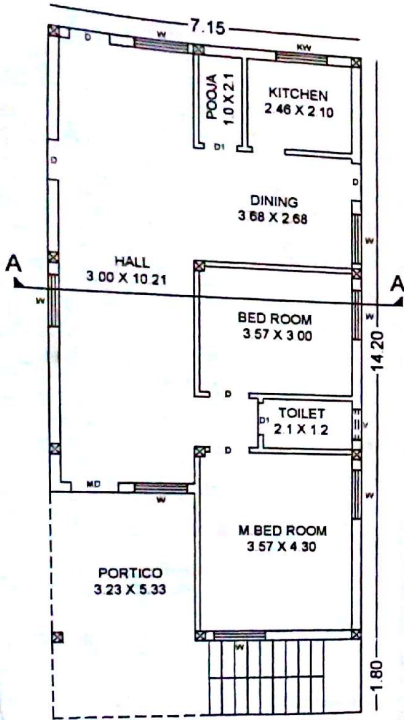 7.15
W
KW
D
POOJA
1.0 X 2.1
KITCHEN
2.46 X 2.10
D1
D
D
DINING
3.68 X 2.68
W
HALL
3.00 X 10.21
A
A
W
BED ROOM
3.57 X 3.00
W
14.20
D
TOILET
2.1 X 1.2
D1
V
D
MD
W
M BED ROOM
3.57 X 4.30
W
PORTICO
3.23 X 5.33
W
1.80